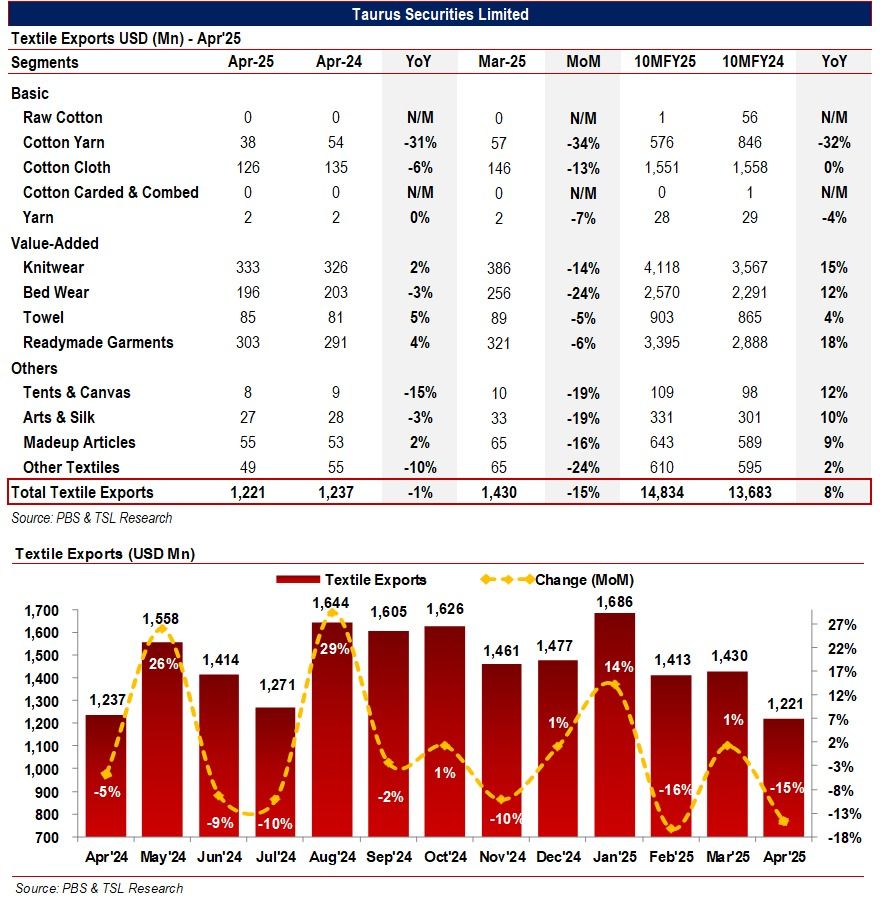 Taurus Securities Limited
Textile Exports USD (Mn) - Apr'25
Segments Apr-25 Apr-24 YoY Mar-25 MoM 10MFY25 10MFY24 YoY
Basic
Raw Cotton 0 0 N/M 0 N/M 1 56 N/M
Cotton Yarn 38 54 -31% 57 -34% 576 846 -32%
Cotton Cloth 126 135 -6% 146 -13% 1,551 1,558 0%
Cotton Carded & Combed 0 0 N/M 0 N/M 0 1 N/M
Yarn 2 2 0% 2 -7% 28 29 -4%
Value-Added
Knitwear 333 326 2% 386 -14% 4,118 3,567 15%
Bed Wear 196 203 -3% 256 -24% 2,570 2,291 12%
Towel 85 81 5% 89 -5% 903 865 4%
Readymade Garments 303 291 4% 321 -6% 3,395 2,888 18%
Others
Tents & Canvas 8 9 -15% 10 -19% 109 98 12%
Arts & Silk 27 28 -3% 33 -19% 331 301 10%
Madeup Articles 55 53 2% 65 -16% 643 589 9%
Other Textiles 49 55 -10% 65 -24% 610 595 2%
Total Textile Exports 1,221 1,237 -1% 1,430 -15% 14,834 13,683 8%
Source: PBS & TSL Research
Textile Exports (USD Mn)
Textile Exports Change (MoM)
1,700 1,600 1,500 1,400 1,300 1,200 1,100 1,000 900 800 700
1,237 1,558 1,414 1,271 1,644 1,605 1,626 1,461 1,477 1,686 1,413 1,430 1,221
-5% 26% -9% -10% 29% -2% 1% -10% 1% 14% -16% 1% -15%
27% 22% 17% 12% 7% 2% -3% -8% -13% -18%
Apr'24 May'24 Jun'24 Jul'24 Aug'24 Sep'24 Oct'24 Nov'24 Dec'24 Jan'25 Feb'25 Mar'25 Apr'25
Source: PBS & TSL Research